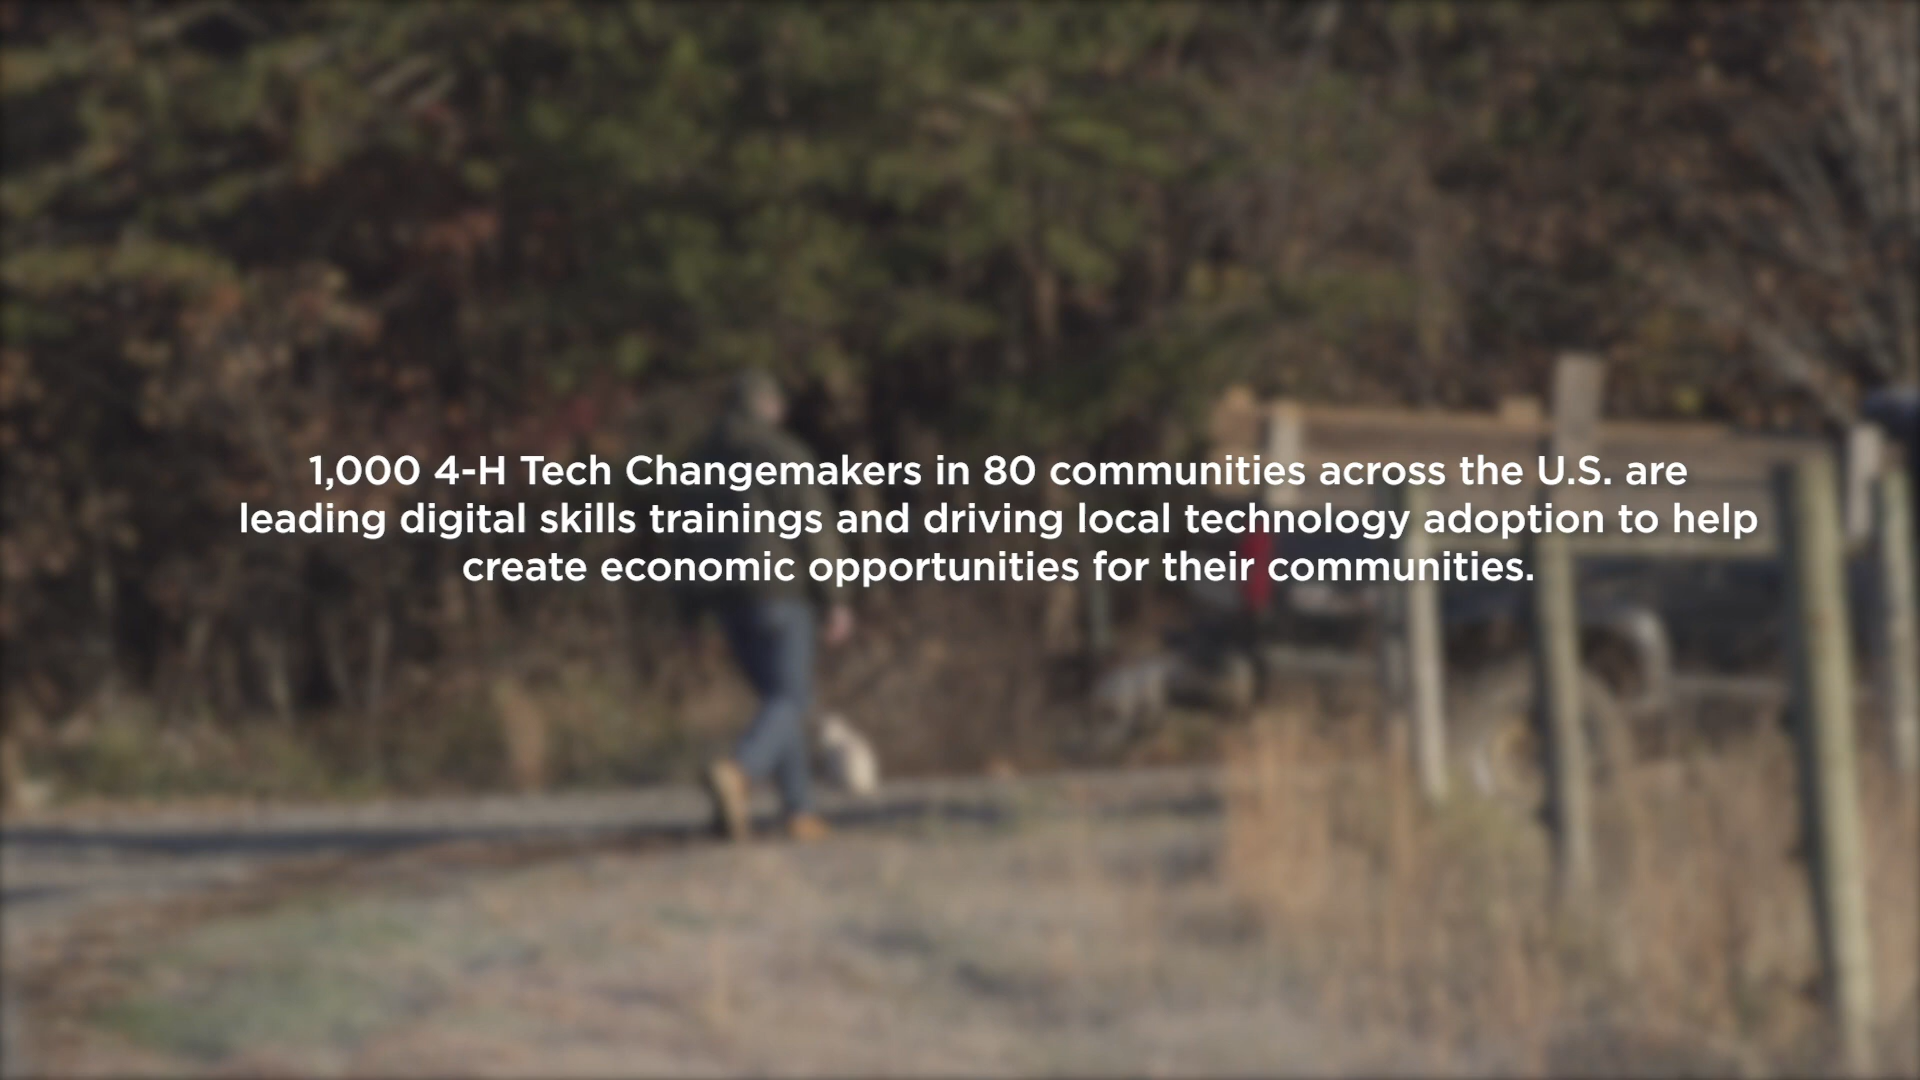 1,000 4-H Tech Changemakers in 80 communities across the U.S. are
leading digital skills trainings and driving local technology adoption to help
create economic opportunities for their communities.